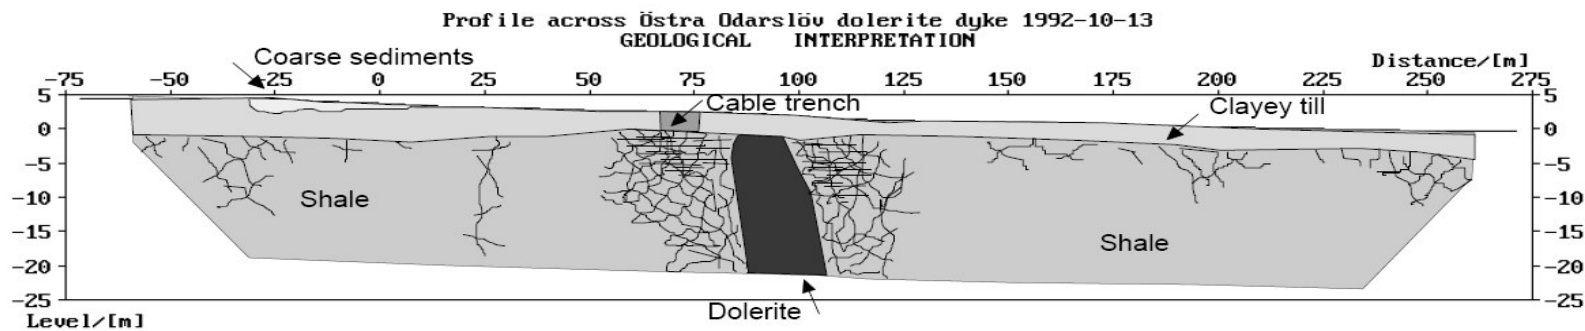 Profile across Östra Odarslöv dolerite dyke 1992-10-13
GEOLOGICAL INTERPRETATION
Coarse sediments
Distance/[m]
-75 -50 -25 0 25 50 75 100 125 150 175 200 225 250 275
5 5
Cable trench
Clayey till
0 0
-5 -5
-10 -10
Shale
-15 -15
Shale
-20 -20
-25 -25
Dolerite
Level/[m]